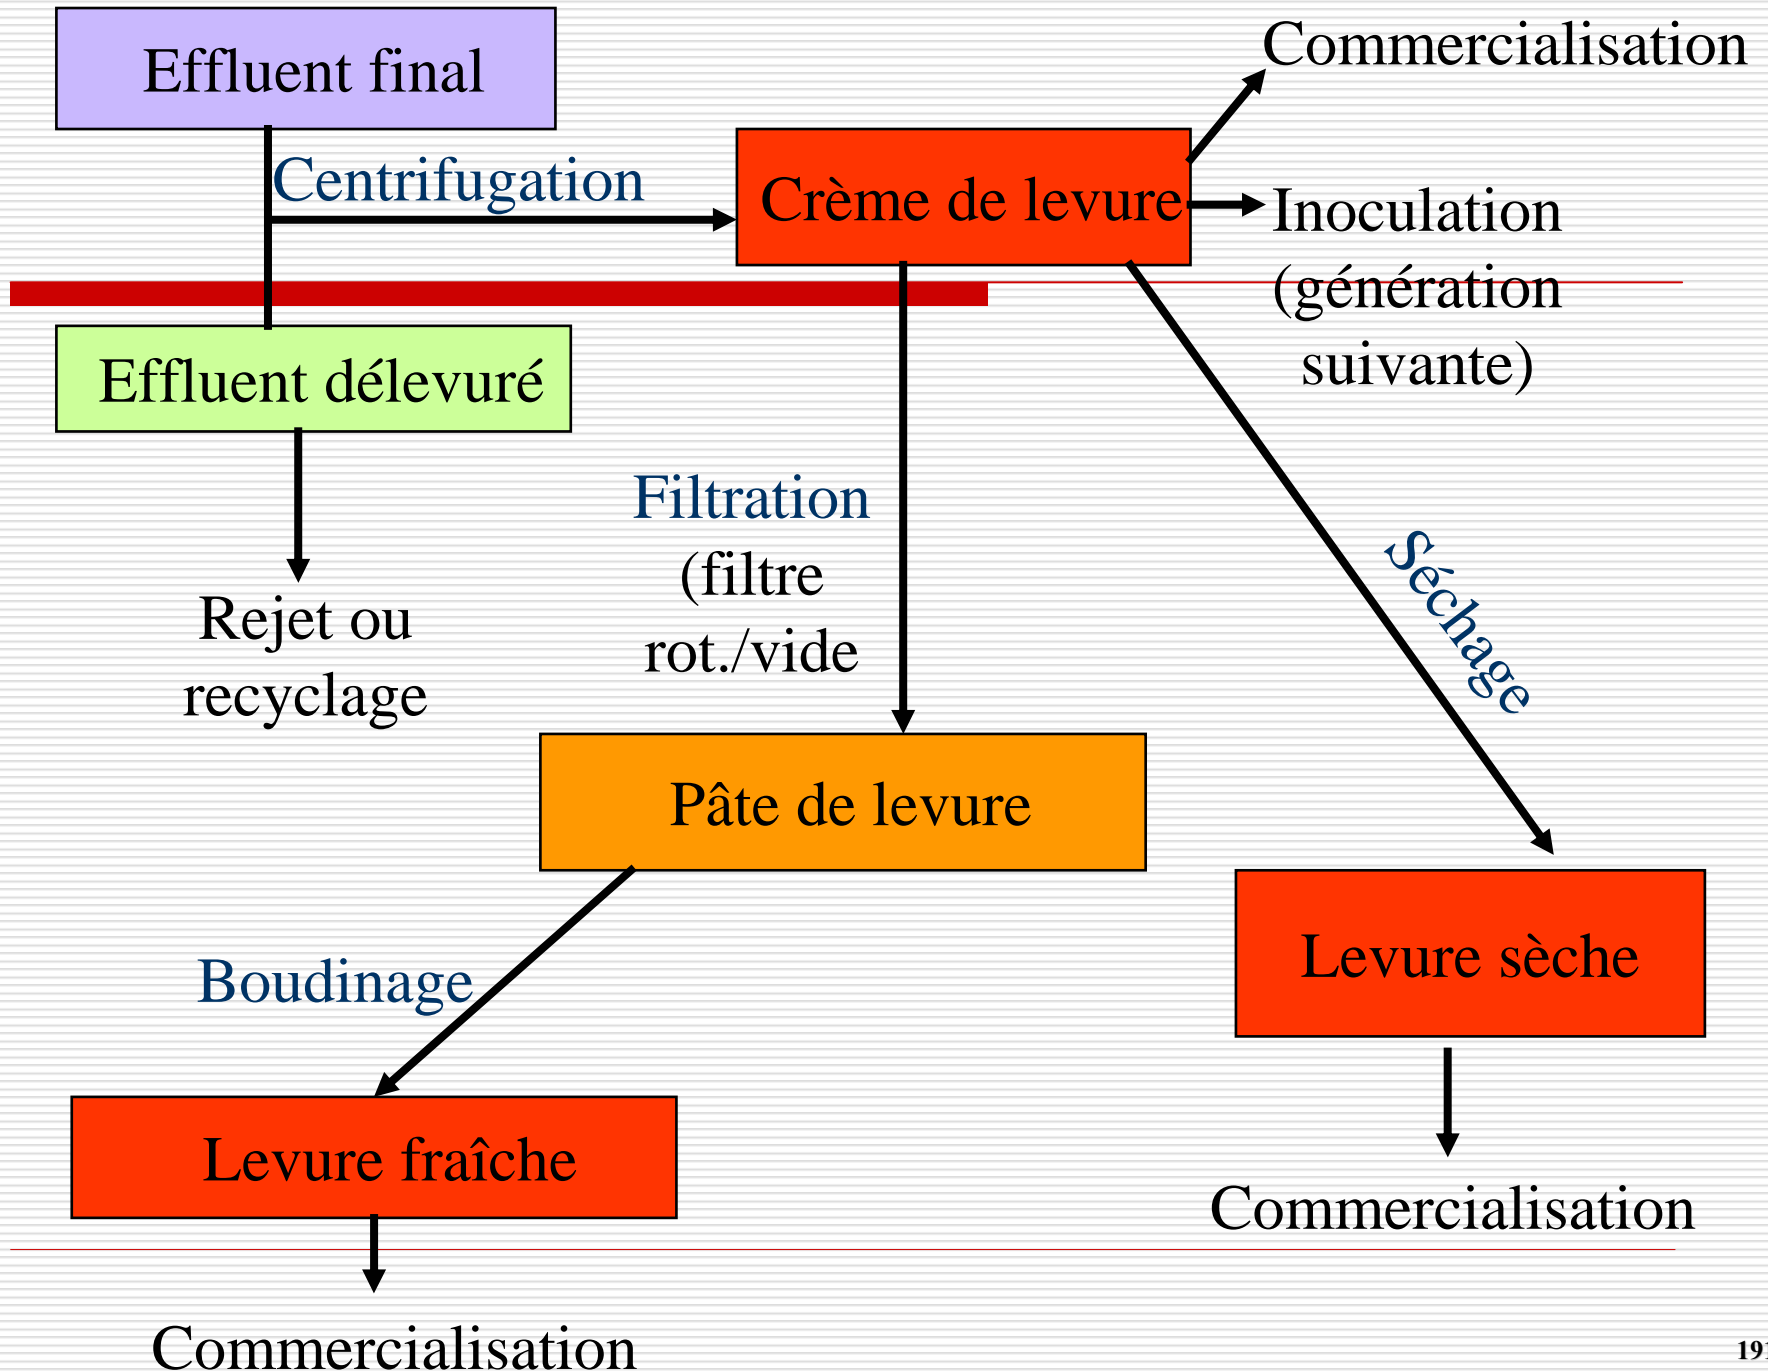 Effluent final
Commercialisation
Centrifugation
Crème de levure
Inoculation
(génération
suivante)
Effluent délevuré
Filtration
(filtre
rot./vide
Séchage
Rejet ou
recyclage
Pâte de levure
Boudinage
Levure sèche
Levure fraîche
Commercialisation
Commercialisation
191